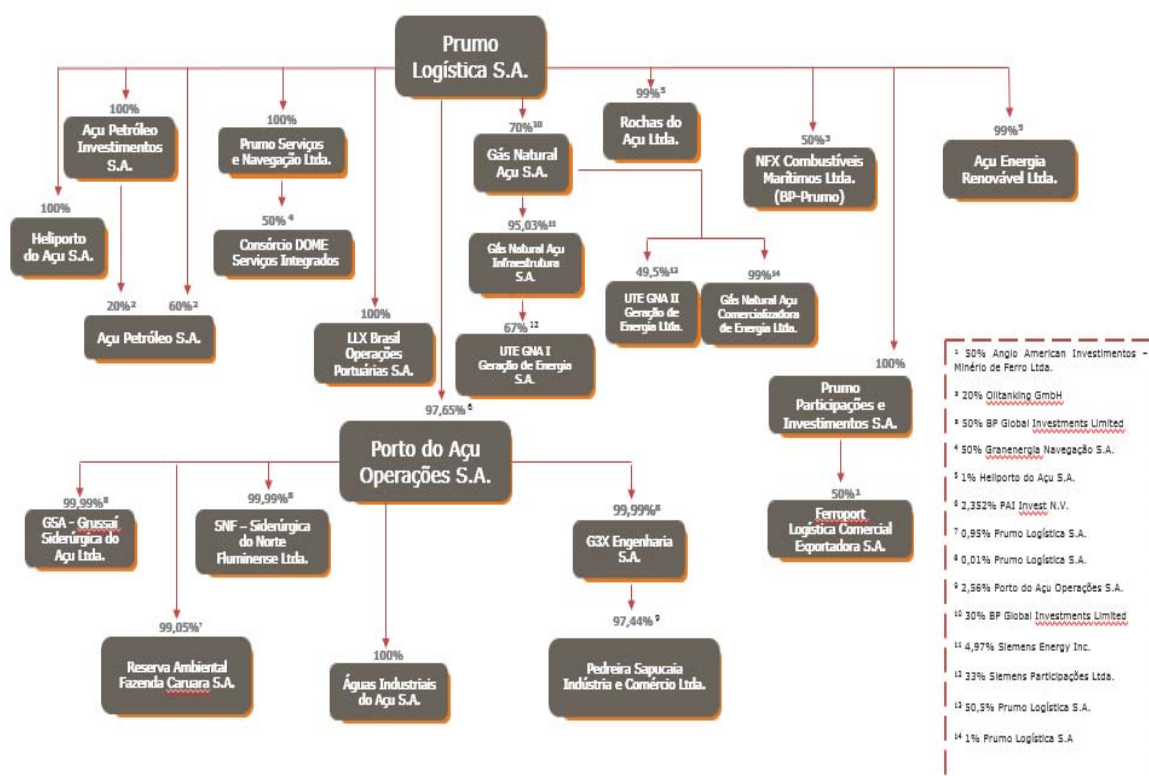 Prumo
Logística S.A.
100%
Açu Petróleo
Investimentos
S.A.
100%
Prumo Serviços
e Navegação Ltda.
70%¹⁰
Gás Natural
Açu S.A.
99%⁵
Rochas do
Açu Ltda.
50%³
NFX Combustíveis
Marítimos Ltda.
(BP-Prumo)
99%⁵
Açu Energia
Renovável Ltda.
100%
Heliporto
do Açu S.A.
50% ⁴
Consórcio DOME
Serviços Integrados
95,03%¹¹
Gás Natural Açu
Infraestrutura
S.A.
49,5%¹³
UTE GNA II
Geração de
Energia Ltda.
99%¹⁴
Gás Natural Açu
Comercializadora
de Energia Ltda.
20%²
60%²
Açu Petróleo S.A.
100%
LLX Brasil
Operações
Portuárias S.A.
67% ¹²
UTE GNA I
Geração de Energia
S.A.
100%
Prumo
Participações e
Investimentos S.A.
97,65% ⁶
Porto do Açu
Operações S.A.
50%¹
Ferroport
Logística Comercial
Exportadora S.A.
99,99%⁸
GSA - Grussaí
Siderúrgica do
Açu Ltda.
99,99%⁸
SNF – Siderúrgica
do Norte
Fluminense Ltda.
99,99%⁸
G3X Engenharia
S.A.
99,05%⁷
Reserva Ambiental
Fazenda Caruara S.A.
100%
Águas Industriais
do Açu S.A.
97,44% ⁹
Pedreira Sapucaia
Indústria e Comércio Ltda.
¹ 50% Anglo American Investimentos –
Minério de Ferro Ltda.
² 20% Oiltanking GmbH
³ 50% BP Global Investments Limited
⁴ 50% Granenergia Navegação S.A.
⁵ 1% Heliporto do Açu S.A.
⁶ 2,352% PAI Invest N.V.
⁷ 0,95% Prumo Logística S.A.
⁸ 0,01% Prumo Logística S.A.
⁹ 2,56% Porto do Açu Operações S.A.
¹⁰ 30% BP Global Investments Limited
¹¹ 4,97% Siemens Energy Inc.
¹² 33% Siemens Participações Ltda.
¹³ 50,5% Prumo Logística S.A.
¹⁴ 1% Prumo Logística S.A